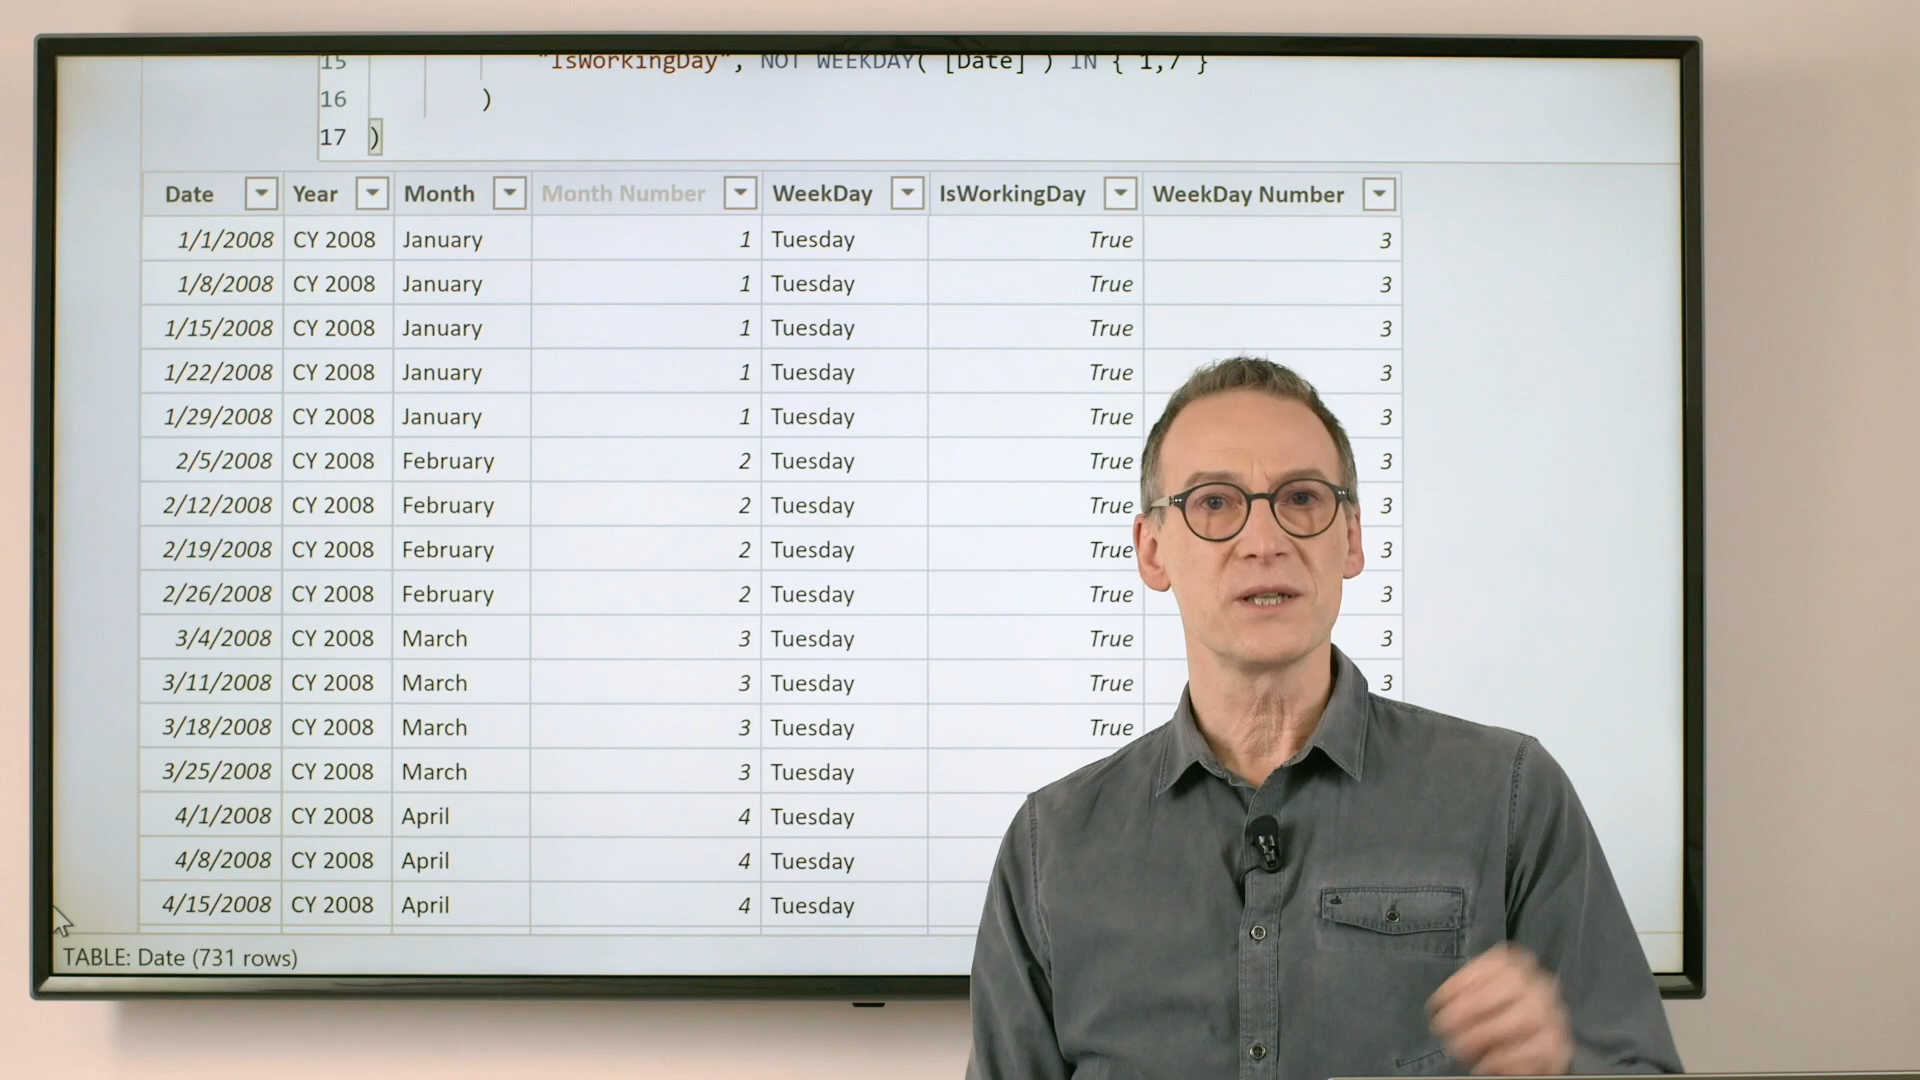 15 "IsWorkingDay", NOT WEEKDAY( [Date] ) IN { 1,7 }
16 )
17 )
Date Year Month Month Number WeekDay IsWorkingDay WeekDay Number
1/1/2008 CY 2008 January 1 Tuesday True 3
1/8/2008 CY 2008 January 1 Tuesday True 3
1/15/2008 CY 2008 January 1 Tuesday True 3
1/22/2008 CY 2008 January 1 Tuesday True 3
1/29/2008 CY 2008 January 1 Tuesday True 3
2/5/2008 CY 2008 February 2 Tuesday True 3
2/12/2008 CY 2008 February 2 Tuesday True 3
2/19/2008 CY 2008 February 2 Tuesday True 3
2/26/2008 CY 2008 February 2 Tuesday True 3
3/4/2008 CY 2008 March 3 Tuesday True 3
3/11/2008 CY 2008 March 3 Tuesday True 3
3/18/2008 CY 2008 March 3 Tuesday True
3/25/2008 CY 2008 March 3 Tuesday
4/1/2008 CY 2008 April 4 Tuesday
4/8/2008 CY 2008 April 4 Tuesday
4/15/2008 CY 2008 April 4 Tuesday
TABLE: Date (731 rows)